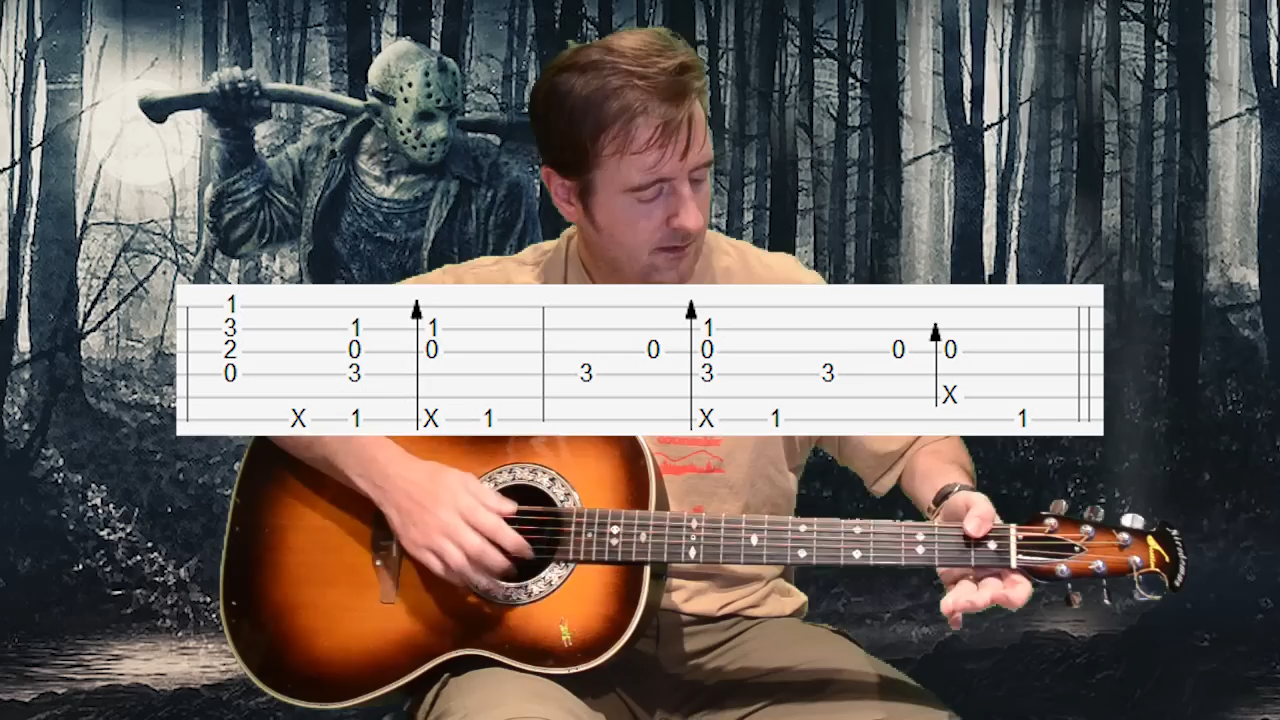 1
3 1 1 1
2 0 0 0 0 0 0
0 3 3 3 3
X
X 1 X 1 X 1 1